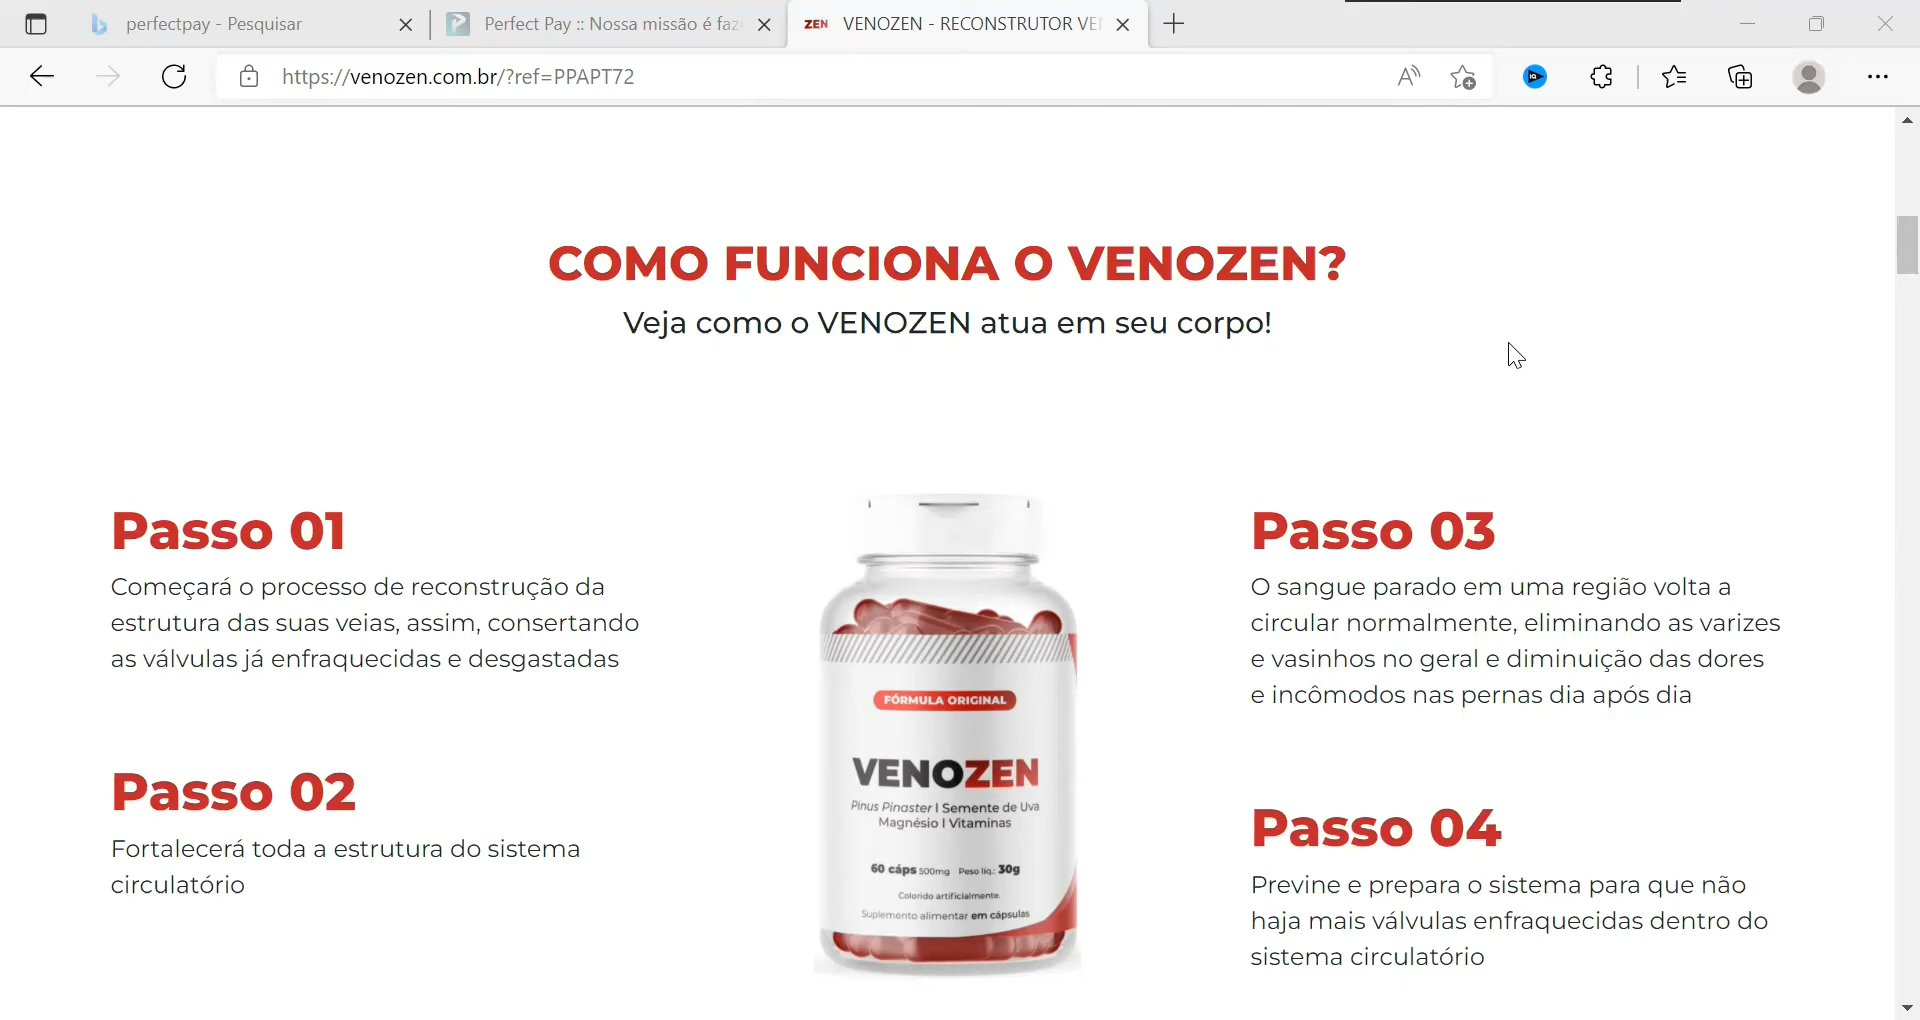 perfectpay - Pesquisar
Perfect Pay :: Nossa missão é faz
ZEN VENOZEN - RECONSTRUTOR VE
https://venozen.com.br/?ref=PPAPT72
COMO FUNCIONA O VENOZEN?
Veja como o VENOZEN atua em seu corpo!
Passo 01
Começará o processo de reconstrução da
estrutura das suas veias, assim, consertando
as válvulas já enfraquecidas e desgastadas
Passo 02
Fortalecerá toda a estrutura do sistema
circulatório
FÓRMULA ORIGINAL
VENOZEN
Pinus Pinaster | Semente de Uva
Magnésio | Vitaminas
60 cáps 500mg Peso líq.: 30g
Colorido artificialmente.
Suplemento alimentar em cápsulas
Passo 03
O sangue parado em uma região volta a
circular normalmente, eliminando as varizes
e vasinhos no geral e diminuição das dores
e incômodos nas pernas dia após dia
Passo 04
Previne e prepara o sistema para que não
haja mais válvulas enfraquecidas dentro do
sistema circulatório